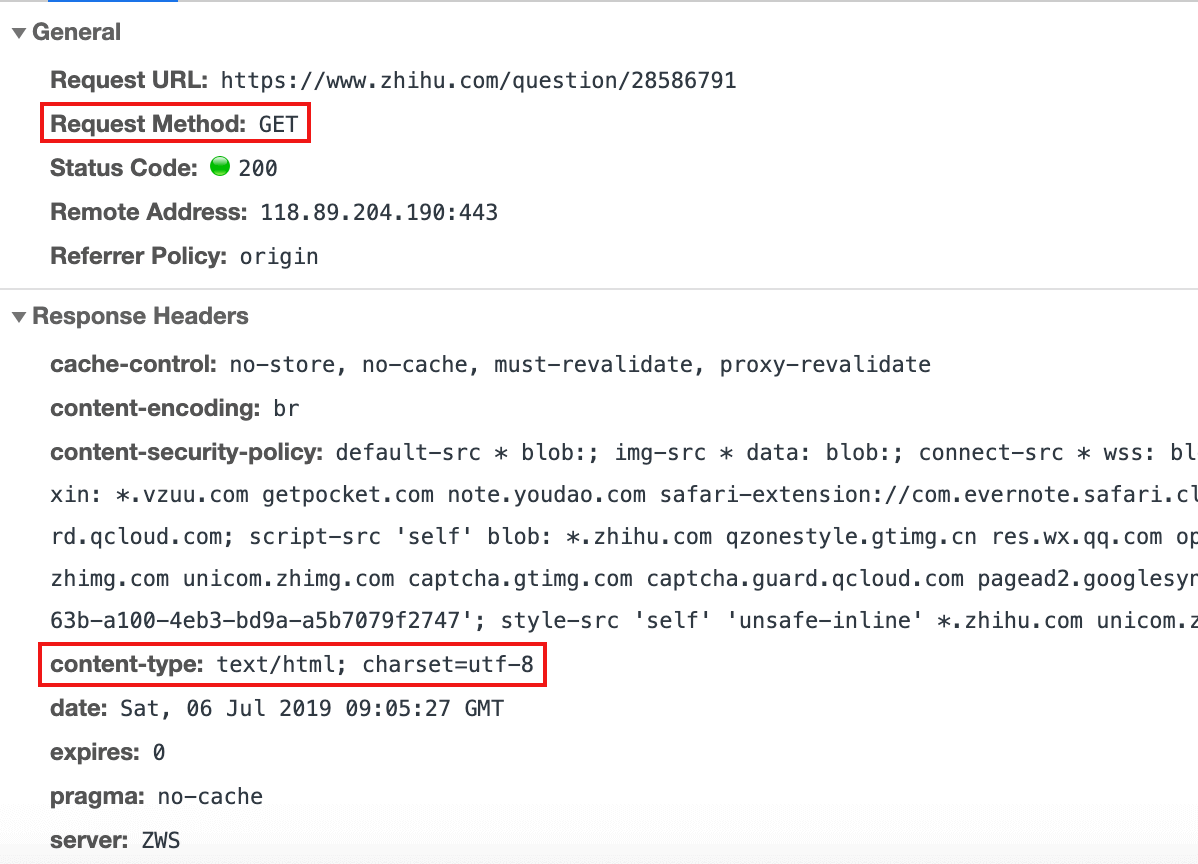 General
Request URL: https://www.zhihu.com/question/28586791
Request Method: GET
Status Code: 200
Remote Address: 118.89.204.190:443
Referrer Policy: origin
Response Headers
cache-control: no-store, no-cache, must-revalidate, proxy-revalidate
content-encoding: br
content-security-policy: default-src * blob:; img-src * data: blob:; connect-src * wss: bl
xin: *.vzuu.com getpocket.com note.youdao.com safari-extension://com.evernote.safari.cl
rd.qcloud.com; script-src 'self' blob: *.zhihu.com qzonestyle.gtimg.cn res.wx.qq.com op
zhimg.com unicom.zhimg.com captcha.gtimg.com captcha.guard.qcloud.com pagead2.googlesyn
63b-a100-4eb3-bd9a-a5b7079f2747'; style-src 'self' 'unsafe-inline' *.zhihu.com unicom.z
content-type: text/html; charset=utf-8
date: Sat, 06 Jul 2019 09:05:27 GMT
expires: 0
pragma: no-cache
server: ZWS